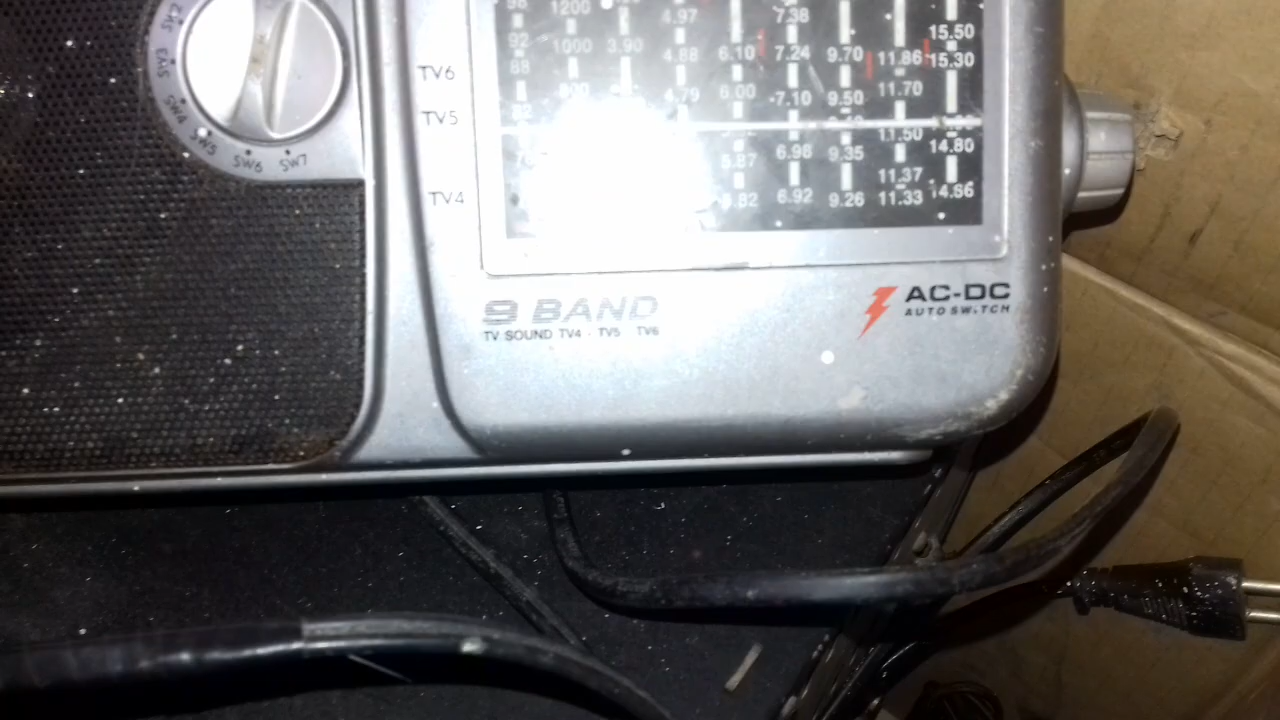 SW2
SW3
SW4
SW5
SW6
SW7
TV6
TV5
TV4
98 1200 4.97 7.38 15.50
92 1000 3.90 4.88 6.10 7.24 9.70 11.86 15.30
88 4.79 6.00 7.10 9.50 11.70
11.50
6.98 9.35 14.80
11.37
6.92 9.26 11.33 14.66
9 BAND
TV SOUND TV4 · TV5 TV6
AC-DC
AUTO SWITCH